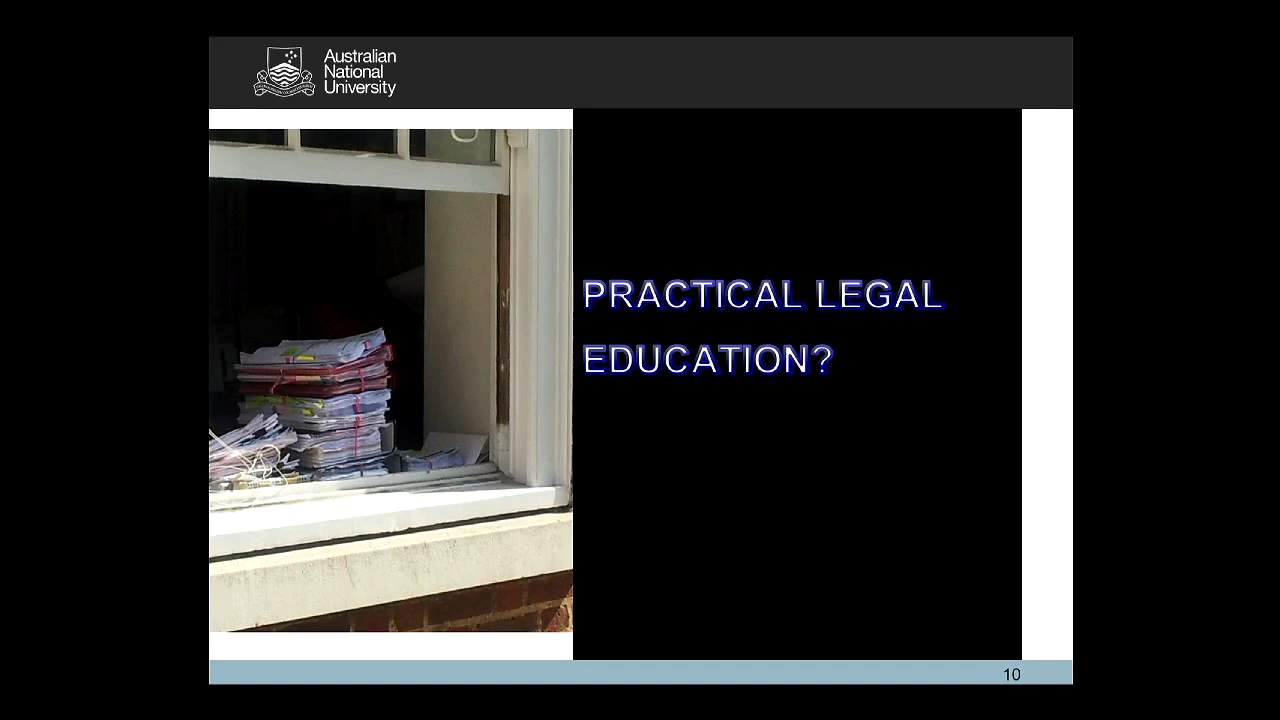 Australian
National
University
PRACTICAL LEGAL
EDUCATION?
10